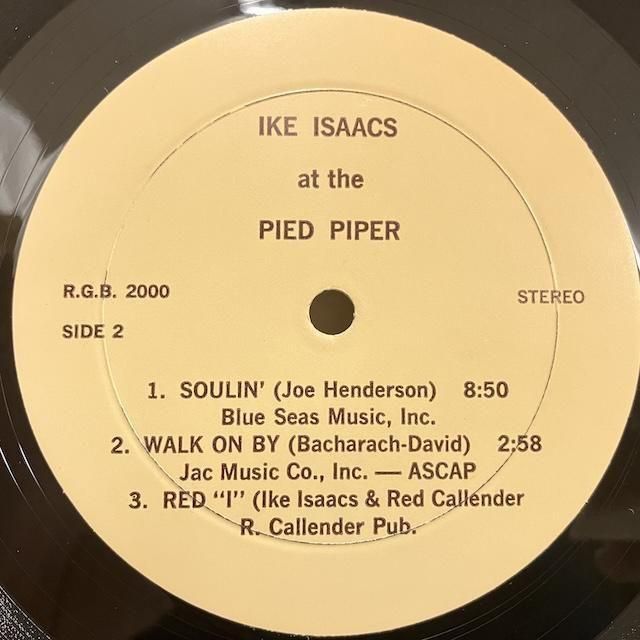 IKE ISAACS
at the
PIED PIPER
R.G.B. 2000
STEREO
SIDE 2
1. SOULIN' (Joe Henderson) 8:50
Blue Seas Music, Inc.
2. WALK ON BY (Bacharach-David) 2:58
Jac Music Co., Inc. — ASCAP
3. RED "I" (Ike Isaacs & Red Callender
R. Callender Pub.